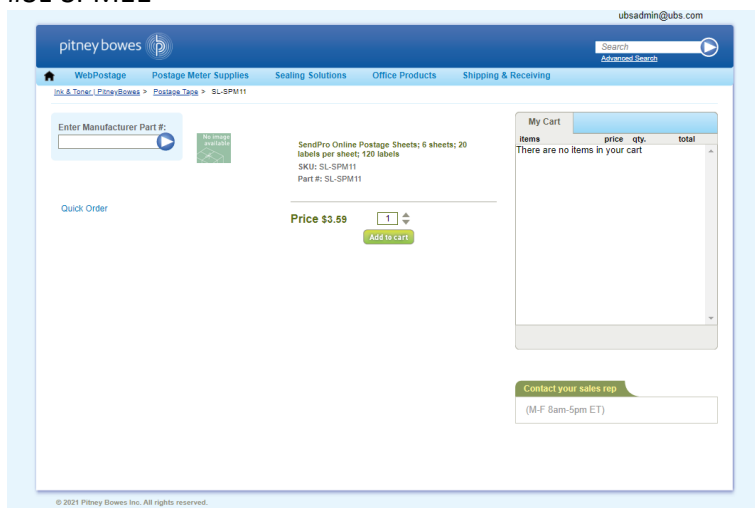 ubsadmin@ubs.com
pitney bowes
Search
Advanced Search
WebPostage Postage Meter Supplies Sealing Solutions Office Products Shipping & Receiving
Ink & Toner | PitneyBowes > Postage Tape > SL-SPM11
Enter Manufacturer Part #:
No image
available
SendPro Online Postage Sheets; 6 sheets; 20
labels per sheet; 120 labels
SKU: SL-SPM11
Part #: SL-SPM11
Quick Order
Price $3.59 1
Add to cart
My Cart
items price qty. total
There are no items in your cart
Contact your sales rep
(M-F 8am-5pm ET)
© 2021 Pitney Bowes Inc. All rights reserved.